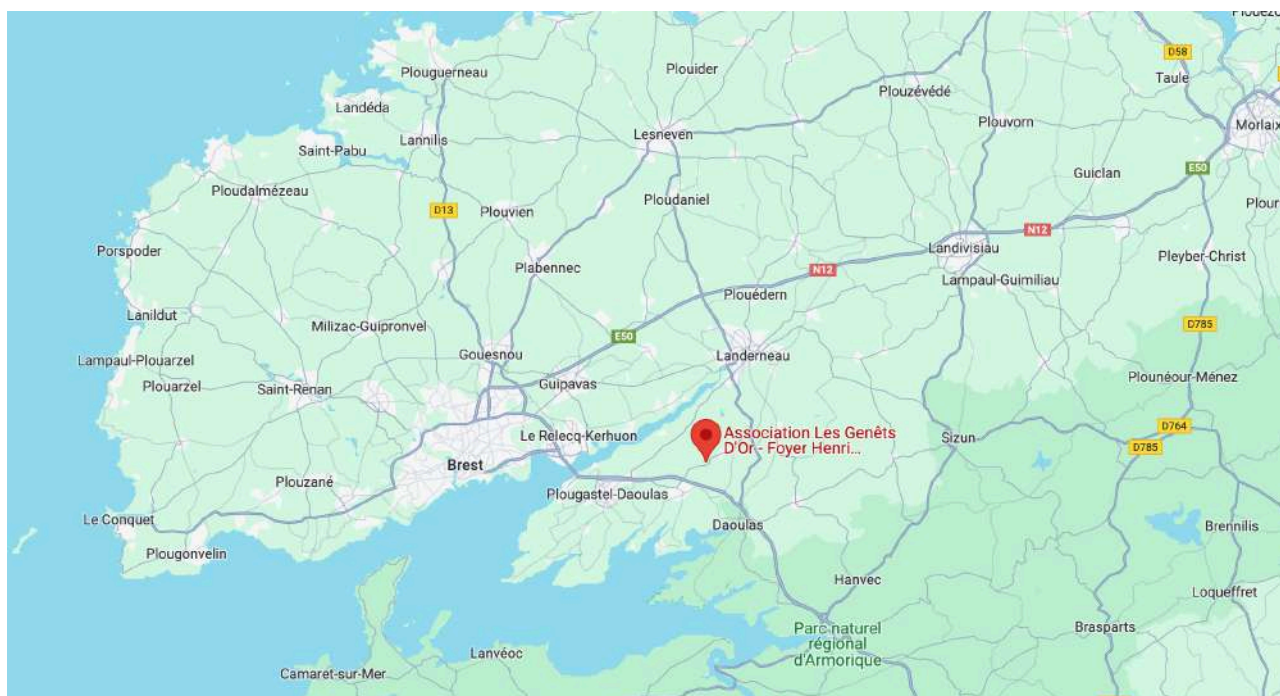 D58
Plouguerneau
Plouider
Taule
Plouzévédé
Landéda
Plouvorn
Morlaix
Lesneven
Lannilis
Saint-Pabu
E50
Guiclan
Ploudalmézeau
Ploudaniel
D13
Plouvien
N12
Porspoder
Landivisiau
Pleyber-Christ
Plabennec
N12
Lampaul-Guimiliau
Plouédern
Lanildut
Milizac-Guipronvel
D785
E50
Gouesnou
Landerneau
Lampaul-Plouarzel
Plouarzel
Saint-Renan
Guipavas
Plounéour-Ménez
D764
Association Les Genêts
D'Or - Foyer Henri...
Le Relecq-Kerhuon
Sizun
D785
Brest
Plouzané
Plougastel-Daoulas
Le Conquet
Daoulas
Brennilis
Plougonvelin
Hanvec
Loqueffret
Parc naturel
régional
d'Armorique
Brasparts
Lanvéoc
Camaret-sur-Mer